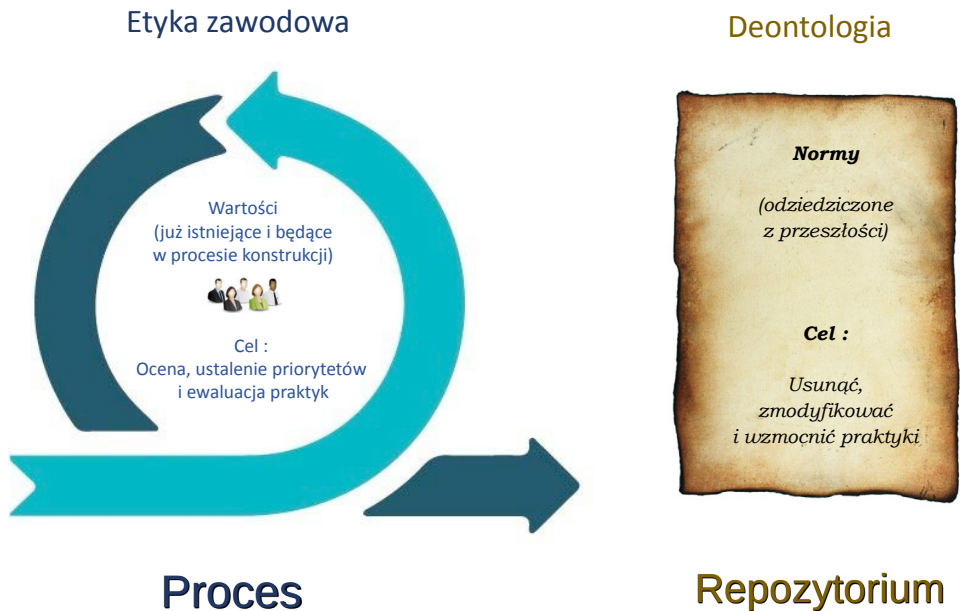 Etyka zawodowa
Wartości
(już istniejące i będące
w procesie konstrukcji)
Cel :
Ocena, ustalenie priorytetów
i ewaluacja praktyk
Proces
Deontologia
Normy
(odziedziczone
z przeszłości)
Cel :
Usunąć,
zmodyfikować
i wzmocnić praktyki
Repozytorium